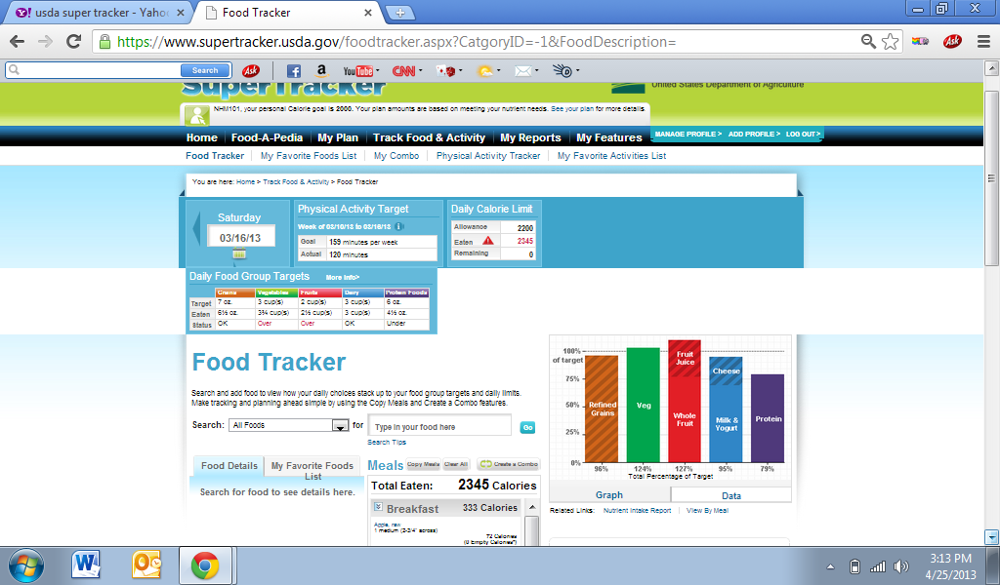 usda super tracker - Yahoo
Food Tracker
https://www.supertracker.usda.gov/foodtracker.aspx?CatgoryID=-1&FoodDescription=
Ask
Search
Ask
f
a
YouTube
CNN
SuperTracker
United States Department of Agriculture
NHM101, your personal Calorie goal is 2000. Your plan amounts are based on meeting your nutrient needs. See your plan for more details.
Home
Food-A-Pedia
My Plan
Track Food & Activity
My Reports
My Features
MANAGE PROFILE >
ADD PROFILE >
LOG OUT >
Food Tracker
My Favorite Foods List
My Combo
Physical Activity Tracker
My Favorite Activities List
You are here: Home > Track Food & Activity > Food Tracker
Saturday
03/16/13
Physical Activity Target
Week of 03/10/13 to 03/16/13
Goal 159 minutes per week
Actual 120 minutes
Daily Calorie Limit
Allowance 2200
Eaten 2345
Remaining 0
Daily Food Group Targets More Info>
Grains Vegetables Fruits Dairy Protein Foods
Target 7 oz. 3 cup(s) 2 cup(s) 3 cup(s) 6 oz.
Eaten 6½ oz. 3¾ cup(s) 2½ cup(s) 3 cup(s) 4½ oz.
Status OK Over Over OK Under
Food Tracker
Search and add food to view how your daily choices stack up to your food group targets and daily limits.
Make tracking and planning ahead simple by using the Copy Meals and Create a Combo features.
Search: All Foods for Type in your food here Go
Search Tips
Food Details
My Favorite Foods
List
Search for food to see details here.
Meals Copy Meals Clear All Create a Combo
Total Eaten: 2345 Calories
Breakfast 333 Calories
Apple, raw
1 medium (2-3/4" across)
72 Calories
(0 Empty Calories*)
100%
of target
75%
50%
25%
0%
Refined
Grains
Veg
Fruit
Juice
Whole
Fruit
Cheese
Milk &
Yogurt
Protein
96% 124% 127% 95% 79%
Total Percentage of Target
Graph
Data
Related Links: Nutrient Intake Report | View By Meal
3:13 PM
4/25/2013